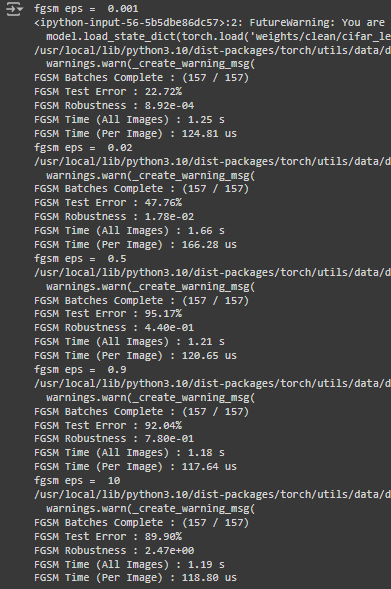 fgsm eps =  0.001
<ipython-input-56-5b5dbe86dc57>:2: FutureWarning: You are
  model.load_state_dict(torch.load('weights/clean/cifar_le
/usr/local/lib/python3.10/dist-packages/torch/utils/data/d
  warnings.warn(_create_warning_msg(
FGSM Batches Complete : (157 / 157)
FGSM Test Error : 22.72%
FGSM Robustness : 8.92e-04
FGSM Time (All Images) : 1.25 s
FGSM Time (Per Image) : 124.81 us
fgsm eps =  0.02
/usr/local/lib/python3.10/dist-packages/torch/utils/data/d
  warnings.warn(_create_warning_msg(
FGSM Batches Complete : (157 / 157)
FGSM Test Error : 47.76%
FGSM Robustness : 1.78e-02
FGSM Time (All Images) : 1.66 s
FGSM Time (Per Image) : 166.28 us
fgsm eps =  0.5
/usr/local/lib/python3.10/dist-packages/torch/utils/data/d
  warnings.warn(_create_warning_msg(
FGSM Batches Complete : (157 / 157)
FGSM Test Error : 95.17%
FGSM Robustness : 4.40e-01
FGSM Time (All Images) : 1.21 s
FGSM Time (Per Image) : 120.65 us
fgsm eps =  0.9
/usr/local/lib/python3.10/dist-packages/torch/utils/data/d
  warnings.warn(_create_warning_msg(
FGSM Batches Complete : (157 / 157)
FGSM Test Error : 92.04%
FGSM Robustness : 7.80e-01
FGSM Time (All Images) : 1.18 s
FGSM Time (Per Image) : 117.64 us
fgsm eps =  10
/usr/local/lib/python3.10/dist-packages/torch/utils/data/d
  warnings.warn(_create_warning_msg(
FGSM Batches Complete : (157 / 157)
FGSM Test Error : 89.90%
FGSM Robustness : 2.47e+00
FGSM Time (All Images) : 1.19 s
FGSM Time (Per Image) : 118.80 us